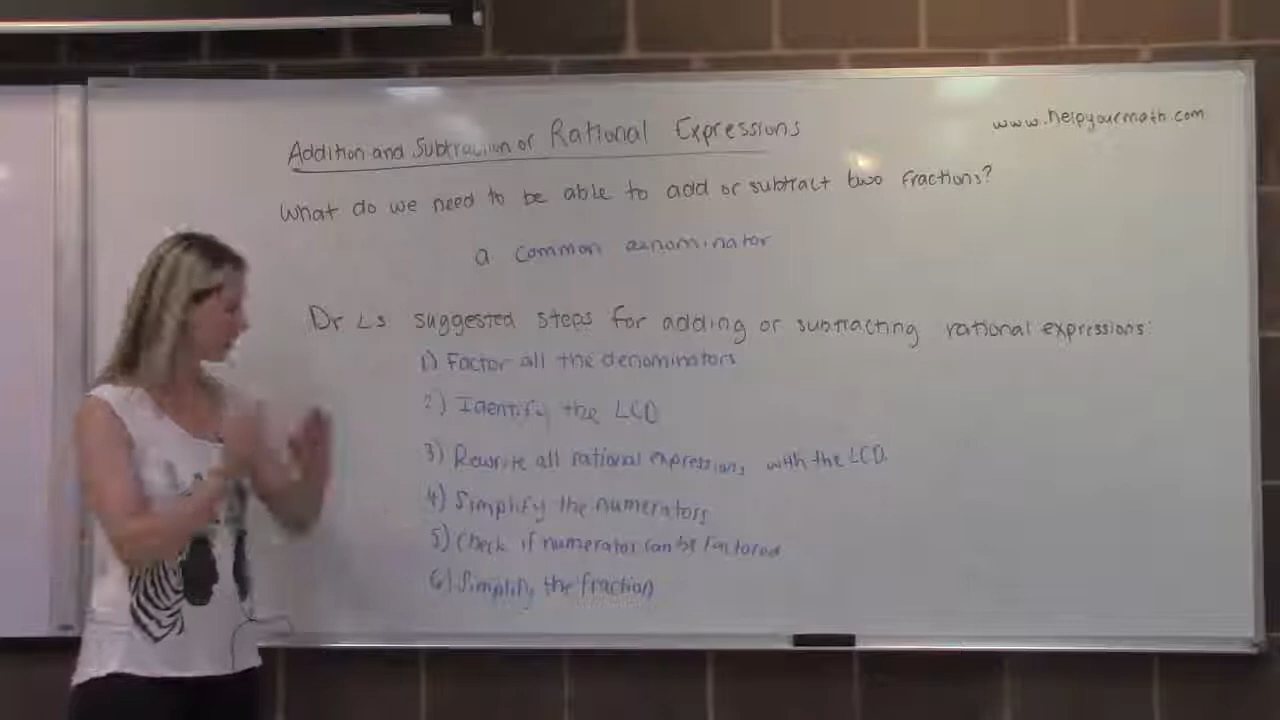 www.helpyourmath.com
Addition and Subtraction of Rational Expressions
What do we need to be able to add or subtract two fractions?
a common denominator
Dr Ls suggested steps for adding or subtracting rational expressions:
1) Factor all the denominators
2) Identify the LCD
3) Rewrite all rational expressions with the LCD
4) Simplify the numerators
5) Check if numerator can be factored
6) Simplify the fraction